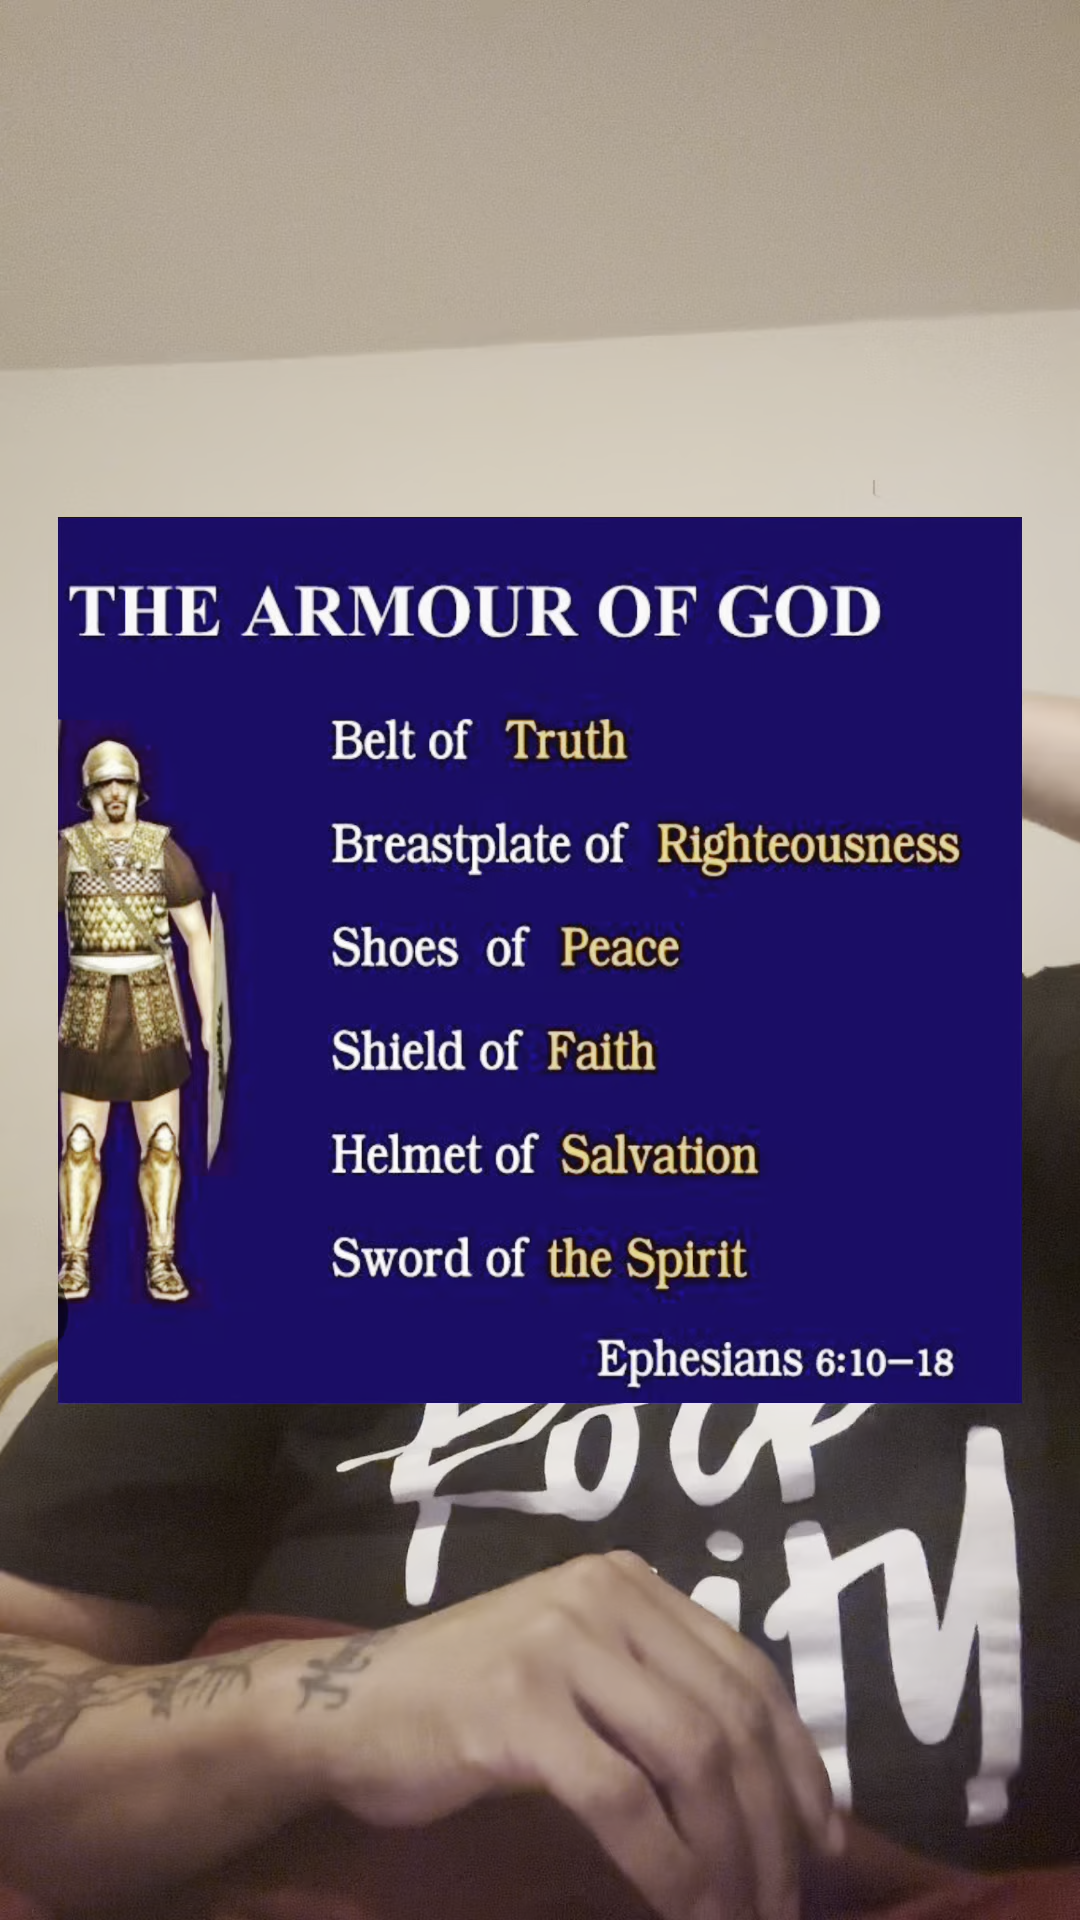 THE ARMOUR OF GOD
Belt of Truth
Breastplate of Righteousness
Shoes of Peace
Shield of Faith
Helmet of Salvation
Sword of the Spirit
Ephesians 6:10–18